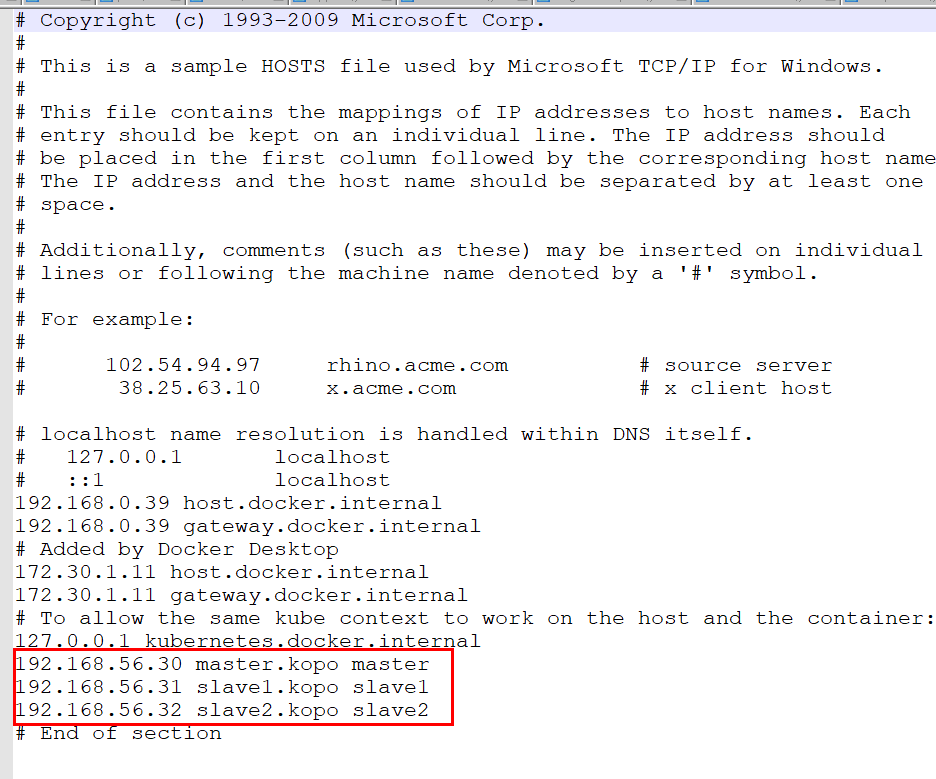 # Copyright (c) 1993-2009 Microsoft Corp.
#
# This is a sample HOSTS file used by Microsoft TCP/IP for Windows.
#
# This file contains the mappings of IP addresses to host names. Each
# entry should be kept on an individual line. The IP address should
# be placed in the first column followed by the corresponding host name
# The IP address and the host name should be separated by at least one
# space.
#
# Additionally, comments (such as these) may be inserted on individual
# lines or following the machine name denoted by a '#' symbol.
#
# For example:
#
#      102.54.94.97     rhino.acme.com          # source server
#       38.25.63.10     x.acme.com              # x client host

# localhost name resolution is handled within DNS itself.
#   127.0.0.1       localhost
#   ::1             localhost
192.168.0.39 host.docker.internal
192.168.0.39 gateway.docker.internal
# Added by Docker Desktop
172.30.1.11 host.docker.internal
172.30.1.11 gateway.docker.internal
# To allow the same kube context to work on the host and the container:
127.0.0.1 kubernetes.docker.internal
192.168.56.30 master.kopo master
192.168.56.31 slave1.kopo slave1
192.168.56.32 slave2.kopo slave2
# End of section